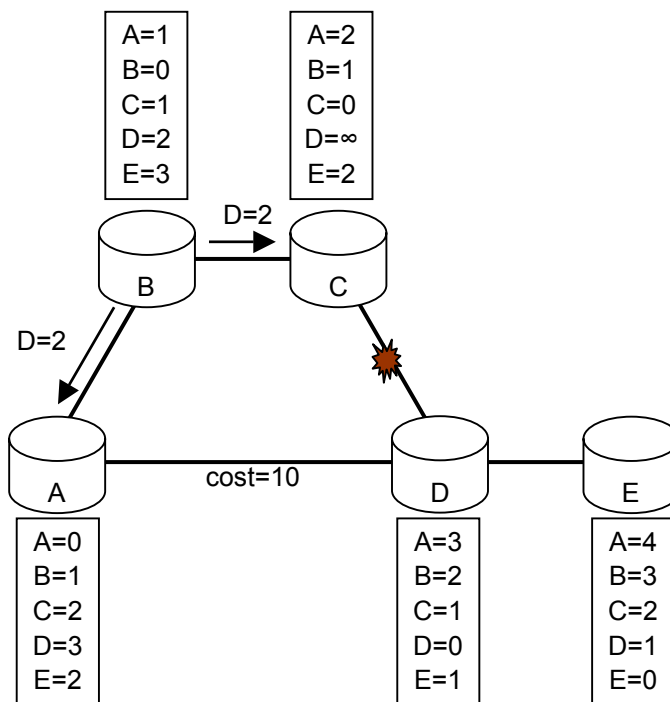 A=1
B=0
C=1
D=2
E=3
A=2
B=1
C=0
D=∞
E=2
D=2
B
C
D=2
A
cost=10
D
E
A=0
B=1
C=2
D=3
E=2
A=3
B=2
C=1
D=0
E=1
A=4
B=3
C=2
D=1
E=0